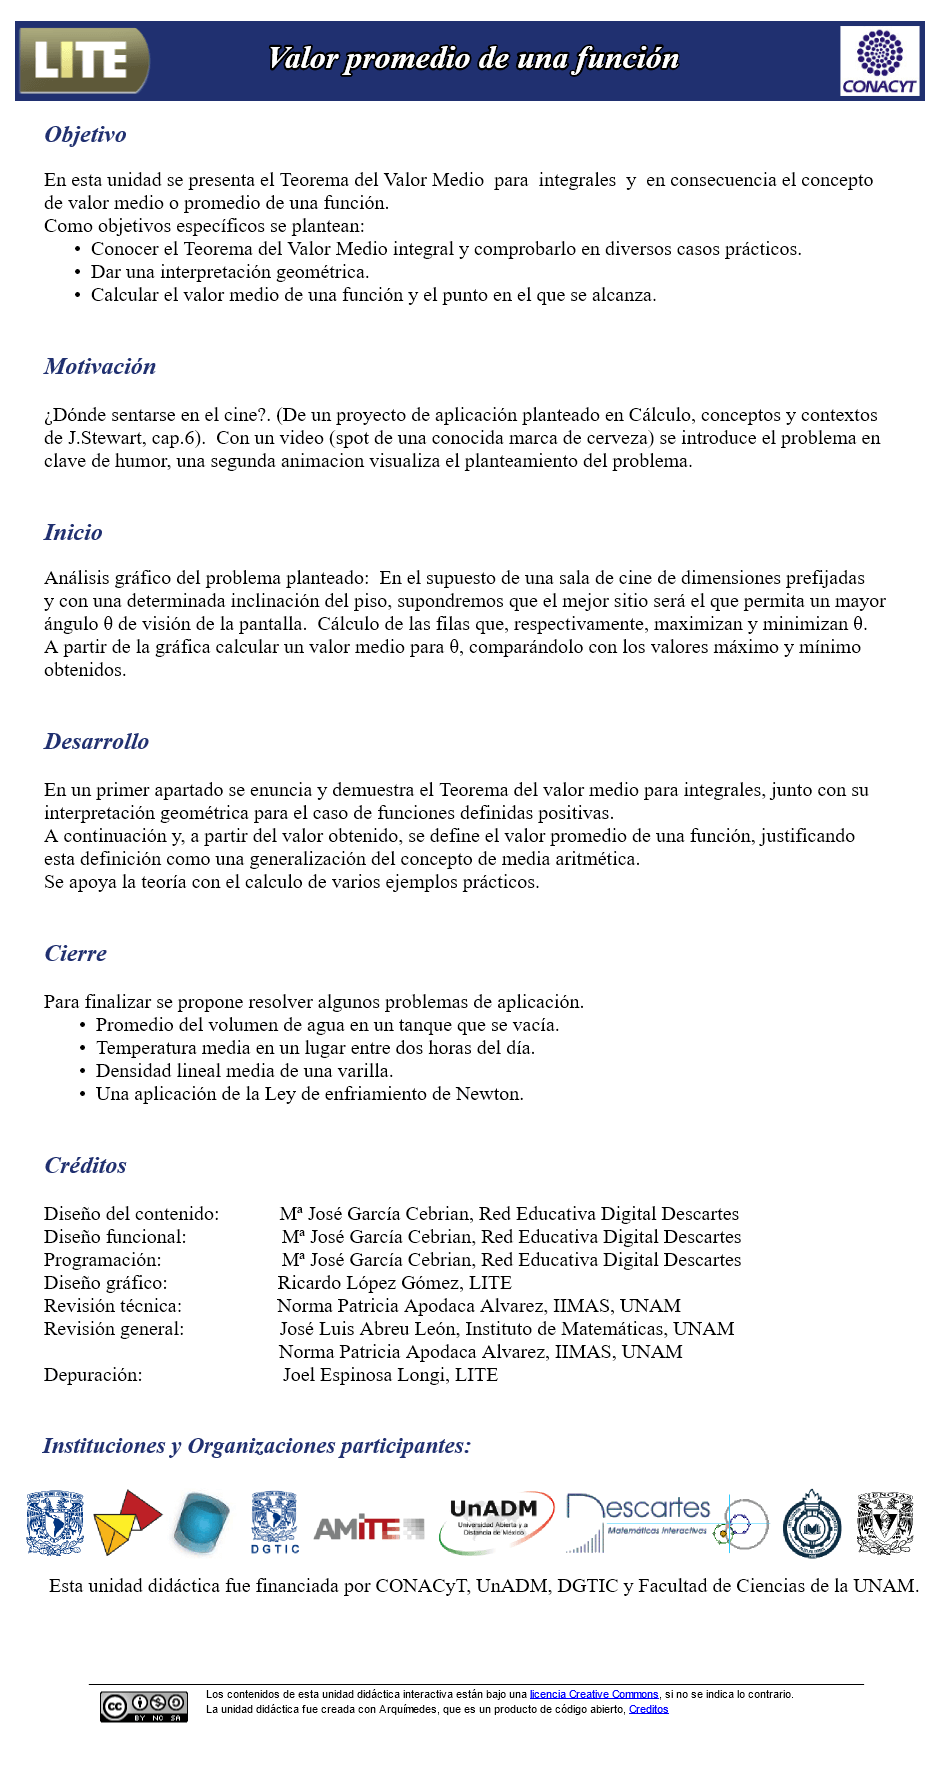 LITE
Valor promedio de una función
CONACYT
Objetivo
En esta unidad se presenta el Teorema del Valor Medio para integrales y en consecuencia el concepto
de valor medio o promedio de una función.
Como objetivos específicos se plantean:
• Conocer el Teorema del Valor Medio integral y comprobarlo en diversos casos prácticos.
• Dar una interpretación geométrica.
• Calcular el valor medio de una función y el punto en el que se alcanza.
Motivación
¿Dónde sentarse en el cine?. (De un proyecto de aplicación planteado en Cálculo, conceptos y contextos
de J.Stewart, cap.6). Con un video (spot de una conocida marca de cerveza) se introduce el problema en
clave de humor, una segunda animacion visualiza el planteamiento del problema.
Inicio
Análisis gráfico del problema planteado: En el supuesto de una sala de cine de dimensiones prefijadas
y con una determinada inclinación del piso, supondremos que el mejor sitio será el que permita un mayor
ángulo θ de visión de la pantalla. Cálculo de las filas que, respectivamente, maximizan y minimizan θ.
A partir de la gráfica calcular un valor medio para θ, comparándolo con los valores máximo y mínimo
obtenidos.
Desarrollo
En un primer apartado se enuncia y demuestra el Teorema del valor medio para integrales, junto con su
interpretación geométrica para el caso de funciones definidas positivas.
A continuación y, a partir del valor obtenido, se define el valor promedio de una función, justificando
esta definición como una generalización del concepto de media aritmética.
Se apoya la teoría con el calculo de varios ejemplos prácticos.
Cierre
Para finalizar se propone resolver algunos problemas de aplicación.
• Promedio del volumen de agua en un tanque que se vacía.
• Temperatura media en un lugar entre dos horas del día.
• Densidad lineal media de una varilla.
• Una aplicación de la Ley de enfriamiento de Newton.
Créditos
Diseño del contenido: Mª José García Cebrian, Red Educativa Digital Descartes
Diseño funcional: Mª José García Cebrian, Red Educativa Digital Descartes
Programación: Mª José García Cebrian, Red Educativa Digital Descartes
Diseño gráfico: Ricardo López Gómez, LITE
Revisión técnica: Norma Patricia Apodaca Alvarez, IIMAS, UNAM
Revisión general: José Luis Abreu León, Instituto de Matemáticas, UNAM
Norma Patricia Apodaca Alvarez, IIMAS, UNAM
Depuración: Joel Espinosa Longi, LITE
Instituciones y Organizaciones participantes:
DGTIC
AMITE
UnADM
Universidad Abierta y a
Distancia de México
Descartes
Matemáticas Interactivas
CIENCIAS
Esta unidad didáctica fue financiada por CONACyT, UnADM, DGTIC y Facultad de Ciencias de la UNAM.
cc BY NC SA
Los contenidos de esta unidad didáctica interactiva están bajo una licencia Creative Commons, si no se indica lo contrario.
La unidad didáctica fue creada con Arquímedes, que es un producto de código abierto, Creditos